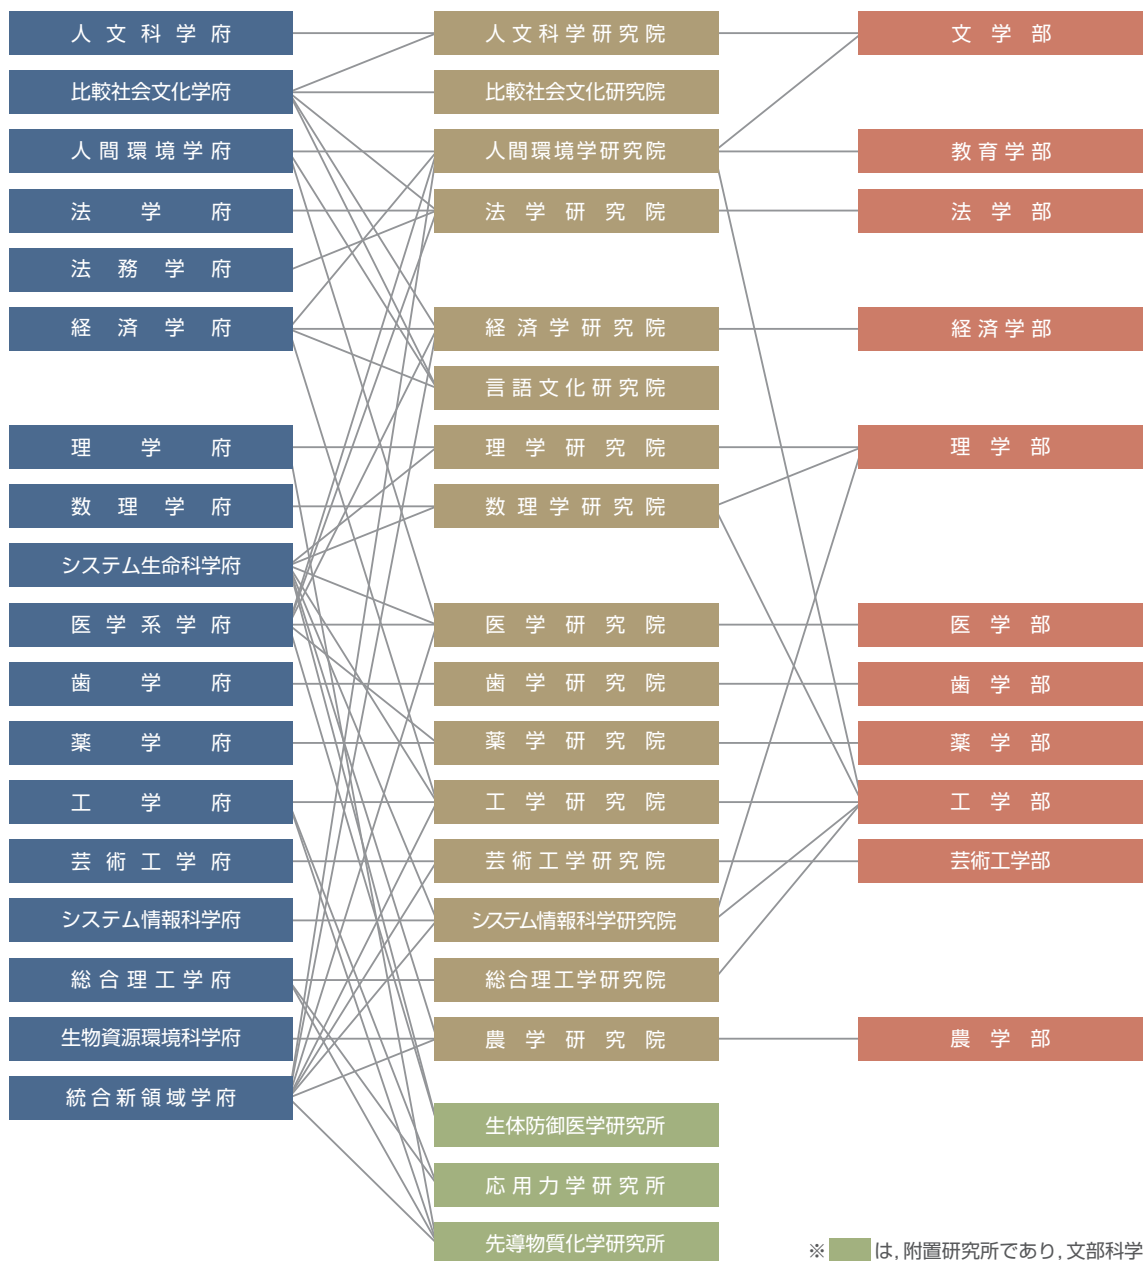 人文科学府
比較社会文化学府
人間環境学府
法学府
法務学府
経済学府
理学府
数理学府
システム生命科学府
医学系学府
歯学府
薬学府
工学府
芸術工学府
システム情報科学府
総合理工学府
生物資源環境科学府
統合新領域学府
人文科学研究院
比較社会文化研究院
人間環境学研究院
法学研究院
経済学研究院
言語文化研究院
理学研究院
数理学研究院
医学研究院
歯学研究院
薬学研究院
工学研究院
芸術工学研究院
システム情報科学研究院
総合理工学研究院
農学研究院
生体防御医学研究所
応用力学研究所
先導物質化学研究所
文学部
教育学部
法学部
経済学部
理学部
医学部
歯学部
薬学部
工学部
芸術工学部
農学部
※ は,附置研究所であり,文部科学